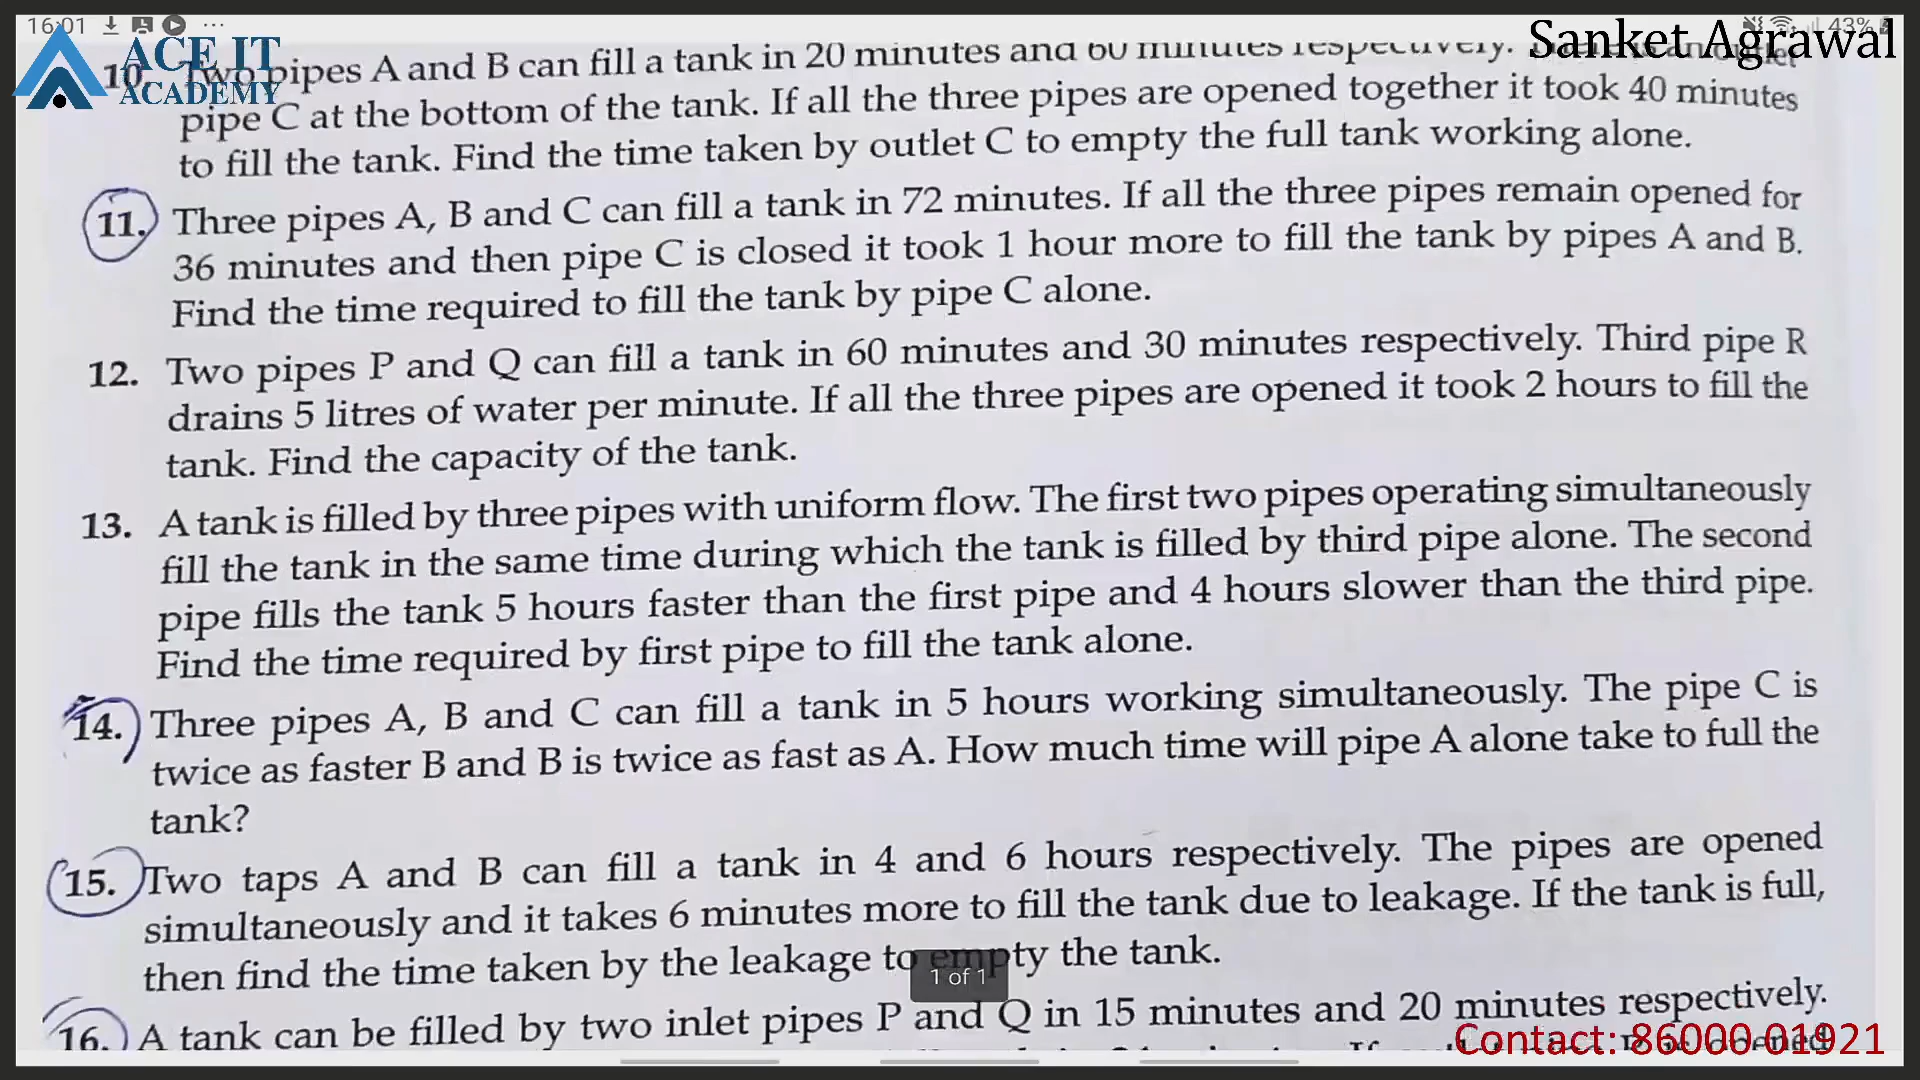 16:01
43%
Sanket Agrawal
ACE IT
ACADEMY
10. Two pipes A and B can fill a tank in 20 minutes and 60 minutes respectively.
pipe C at the bottom of the tank. If all the three pipes are opened together it took 40 minutes
to fill the tank. Find the time taken by outlet C to empty the full tank working alone.
11. Three pipes A, B and C can fill a tank in 72 minutes. If all the three pipes remain opened for
36 minutes and then pipe C is closed it took 1 hour more to fill the tank by pipes A and B.
Find the time required to fill the tank by pipe C alone.
12. Two pipes P and Q can fill a tank in 60 minutes and 30 minutes respectively. Third pipe R
drains 5 litres of water per minute. If all the three pipes are opened it took 2 hours to fill the
tank. Find the capacity of the tank.
13. A tank is filled by three pipes with uniform flow. The first two pipes operating simultaneously
fill the tank in the same time during which the tank is filled by third pipe alone. The second
pipe fills the tank 5 hours faster than the first pipe and 4 hours slower than the third pipe.
Find the time required by first pipe to fill the tank alone.
14. Three pipes A, B and C can fill a tank in 5 hours working simultaneously. The pipe C is
twice as faster B and B is twice as fast as A. How much time will pipe A alone take to full the
tank?
15. Two taps A and B can fill a tank in 4 and 6 hours respectively. The pipes are opened
simultaneously and it takes 6 minutes more to fill the tank due to leakage. If the tank is full,
then find the time taken by the leakage to empty the tank.
1 of 1
16. A tank can be filled by two inlet pipes P and Q in 15 minutes and 20 minutes respectively.
Contact: 86000 01921